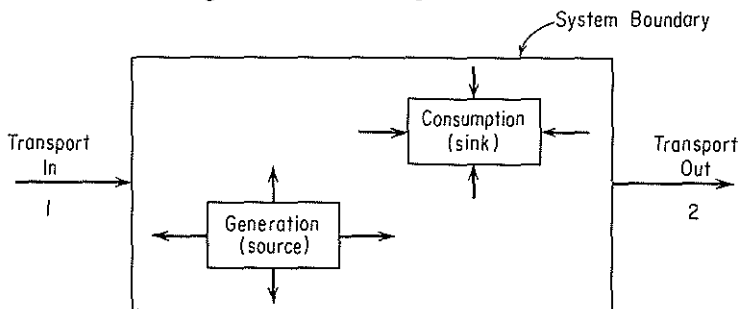 System Boundary
Consumption
(sink)
Transport
In
1
Transport
Out
2
Generation
(source)